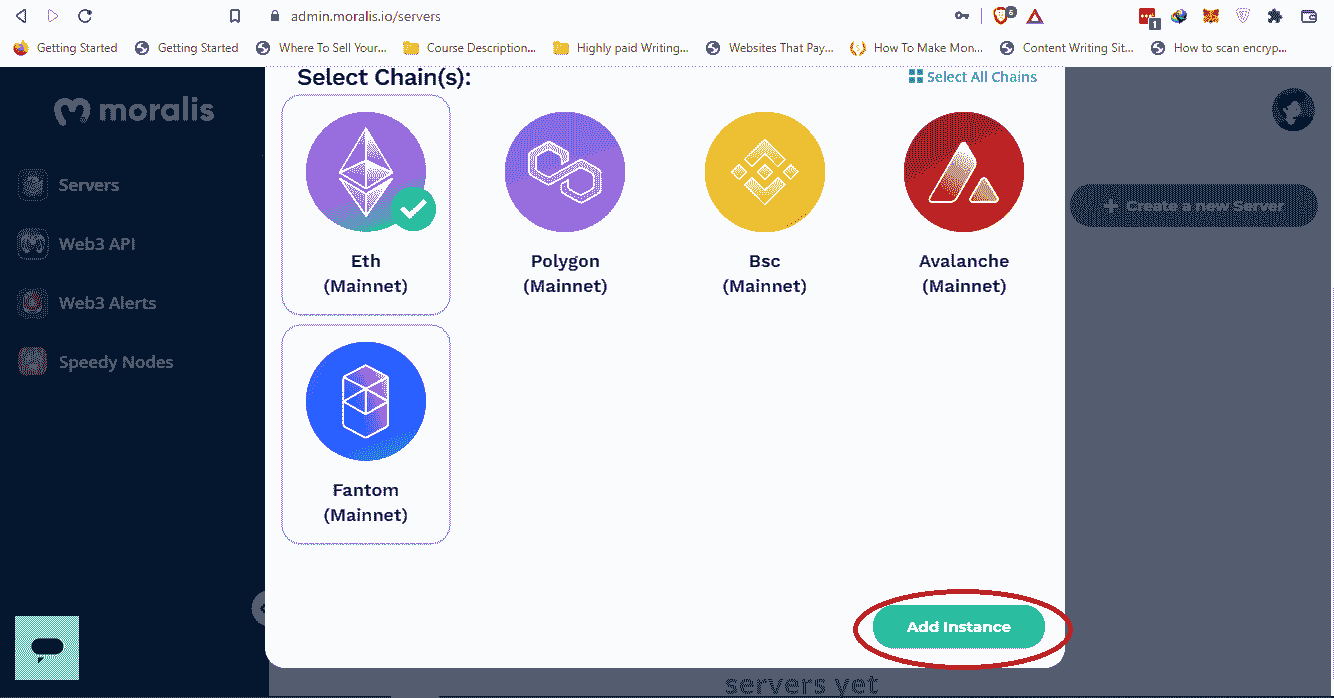 admin.moralis.io/servers
6
1
Getting Started
Getting Started
Where To Sell Your...
Course Description...
Highly paid Writing...
Websites That Pay...
How To Make Mon...
Content Writing Sit...
How to scan encryp...
moralis
Servers
Web3 API
Web3 Alerts
Speedy Nodes
Select Chain(s):
Select All Chains
Eth
(Mainnet)
Polygon
(Mainnet)
Bsc
(Mainnet)
Avalanche
(Mainnet)
Fantom
(Mainnet)
Add Instance
+ Create a new Server
servers yet